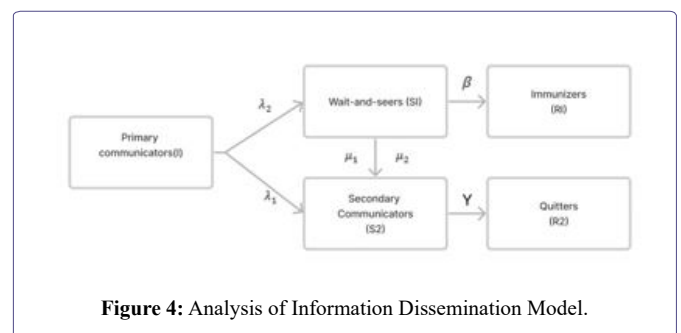 λ₂
Wait-and-seers (SI)
β
Immunizers
(RI)
Primary
communicators(I)
μ₁ μ₂
λ₁
Secondary
Communicators
(S2)
Y
Quitters
(R2)
Figure 4: Analysis of Information Dissemination Model.